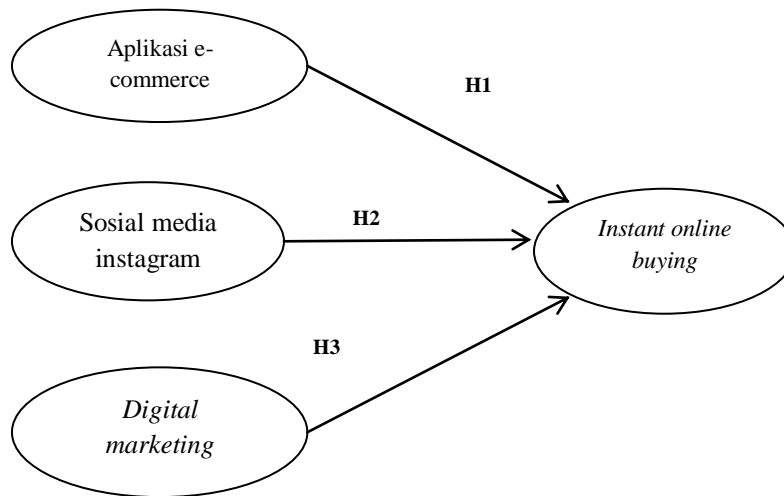 Aplikasi e-
commerce
H1
Sosial media
instagram
H2
Instant online
buying
H3
Digital
marketing